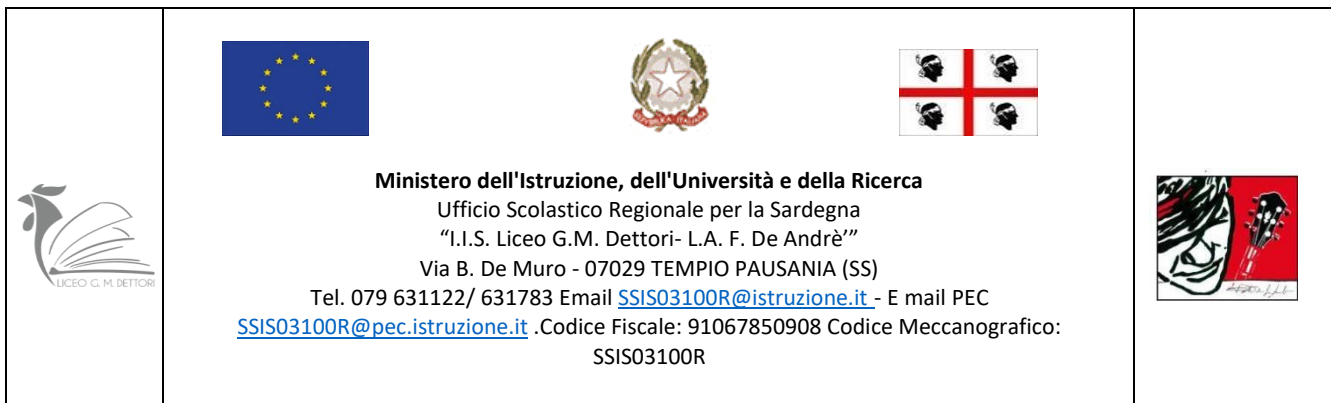 Ministero dell'Istruzione, dell'Università e della Ricerca
Ufficio Scolastico Regionale per la Sardegna
“I.I.S. Liceo G.M. Dettori- L.A. F. De Andrè’”
Via B. De Muro - 07029 TEMPIO PAUSANIA (SS)
Tel. 079 631122/ 631783 Email SSIS03100R@istruzione.it - E mail PEC
SSIS03100R@pec.istruzione.it .Codice Fiscale: 91067850908 Codice Meccanografico:
SSIS03100R
LICEO G. M. DETTORI